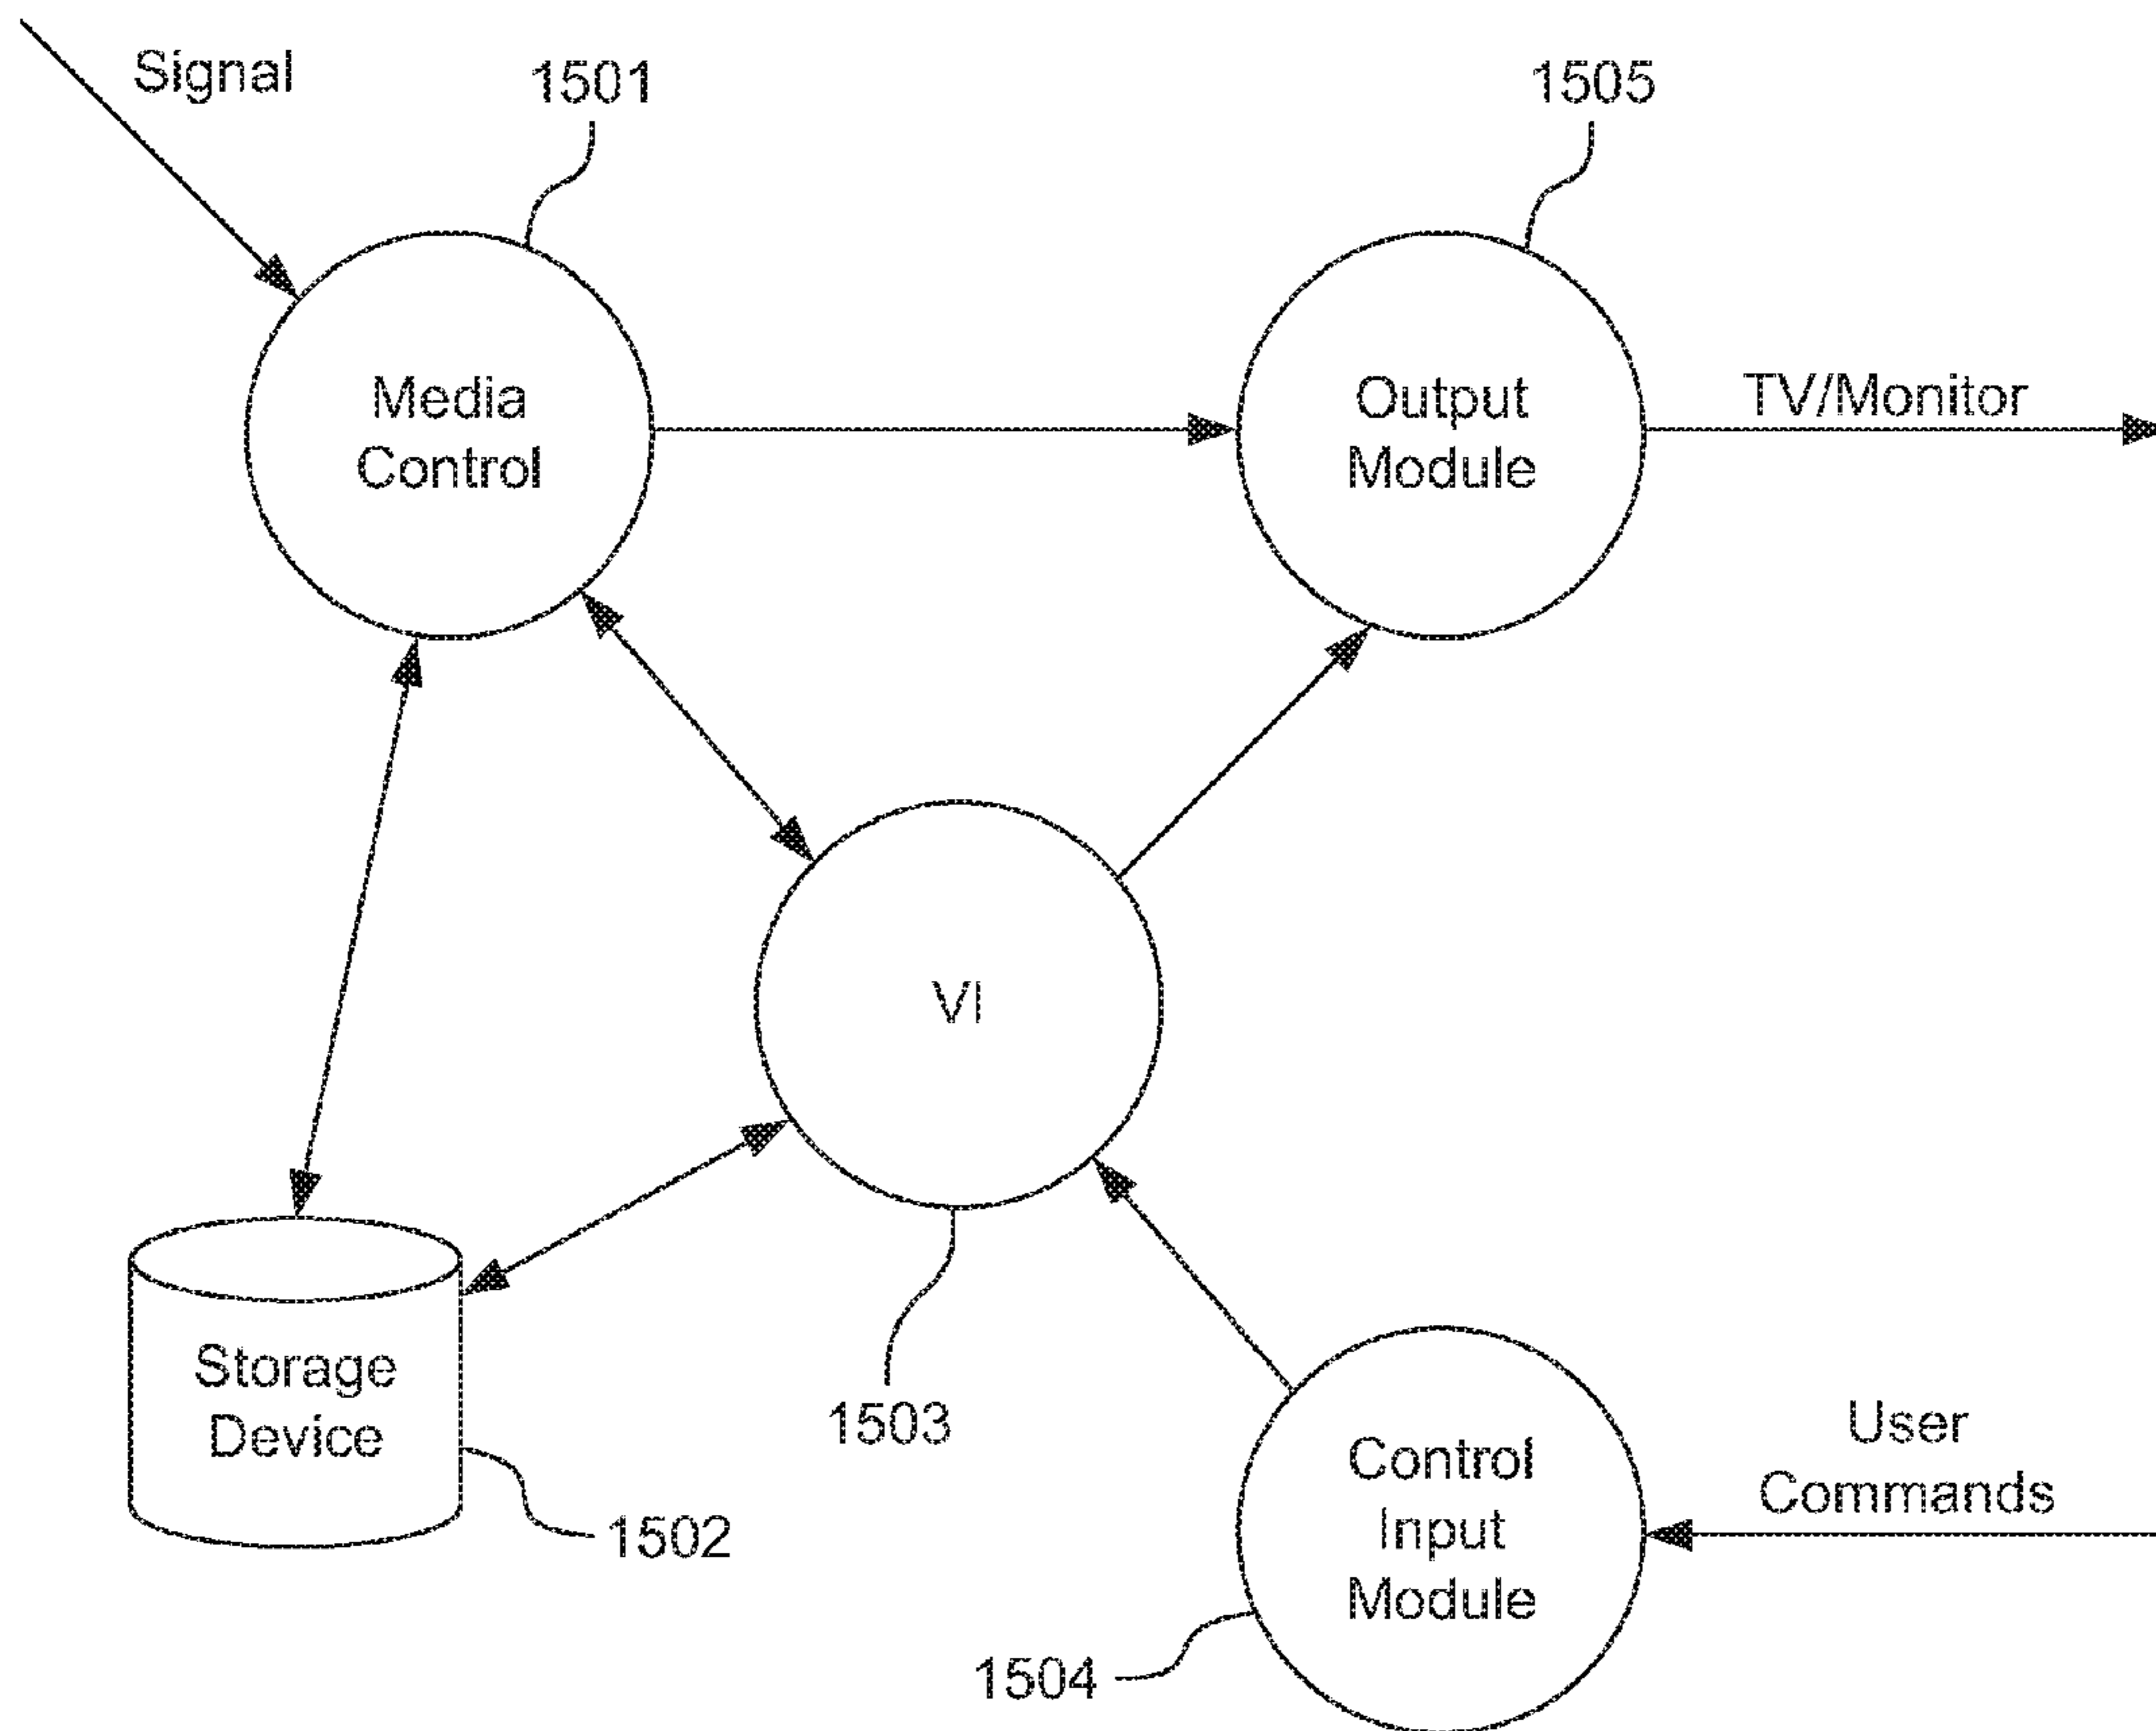 Signal
1501
1505
Media
Control
Output
Module
TV/Monitor
VI
Storage
Device
1503
1502
Control
Input
Module
User
Commands
1504